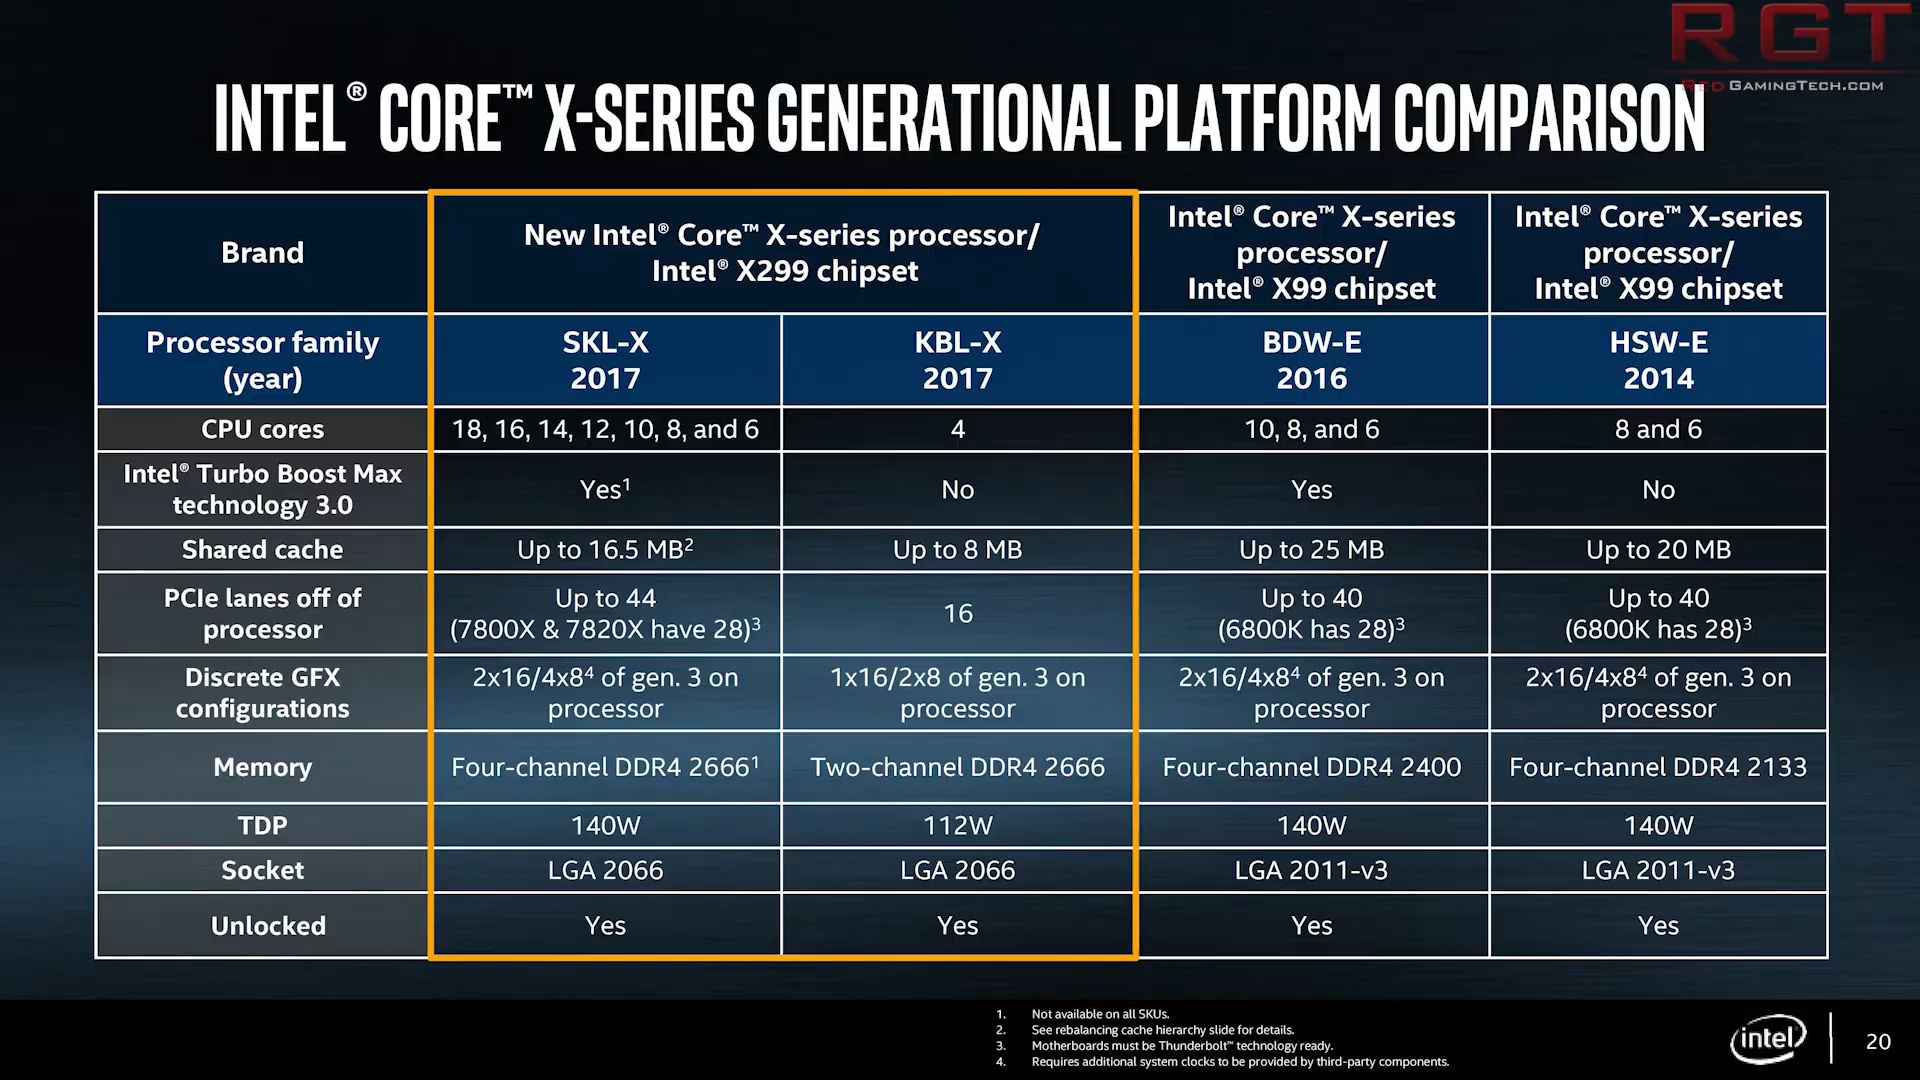 RGT
RED GAMINGTECH.COM
INTEL® CORE™ X-SERIES GENERATIONAL PLATFORM COMPARISON
Brand
New Intel® Core™ X-series processor/
Intel® X299 chipset
Intel® Core™ X-series
processor/
Intel® X99 chipset
Intel® Core™ X-series
processor/
Intel® X99 chipset
Processor family
(year)
SKL-X
2017
KBL-X
2017
BDW-E
2016
HSW-E
2014
CPU cores
18, 16, 14, 12, 10, 8, and 6
4
10, 8, and 6
8 and 6
Intel® Turbo Boost Max
technology 3.0
Yes¹
No
Yes
No
Shared cache
Up to 16.5 MB²
Up to 8 MB
Up to 25 MB
Up to 20 MB
PCIe lanes off of
processor
Up to 44
(7800X & 7820X have 28)³
16
Up to 40
(6800K has 28)³
Up to 40
(6800K has 28)³
Discrete GFX
configurations
2x16/4x8⁴ of gen. 3 on
processor
1x16/2x8 of gen. 3 on
processor
2x16/4x8⁴ of gen. 3 on
processor
2x16/4x8⁴ of gen. 3 on
processor
Memory
Four-channel DDR4 2666¹
Two-channel DDR4 2666
Four-channel DDR4 2400
Four-channel DDR4 2133
TDP
140W
112W
140W
140W
Socket
LGA 2066
LGA 2066
LGA 2011-v3
LGA 2011-v3
Unlocked
Yes
Yes
Yes
Yes
1. Not available on all SKUs.
2. See rebalancing cache hierarchy slide for details.
3. Motherboards must be Thunderbolt™ technology ready.
4. Requires additional system clocks to be provided by third-party components.
intel
20